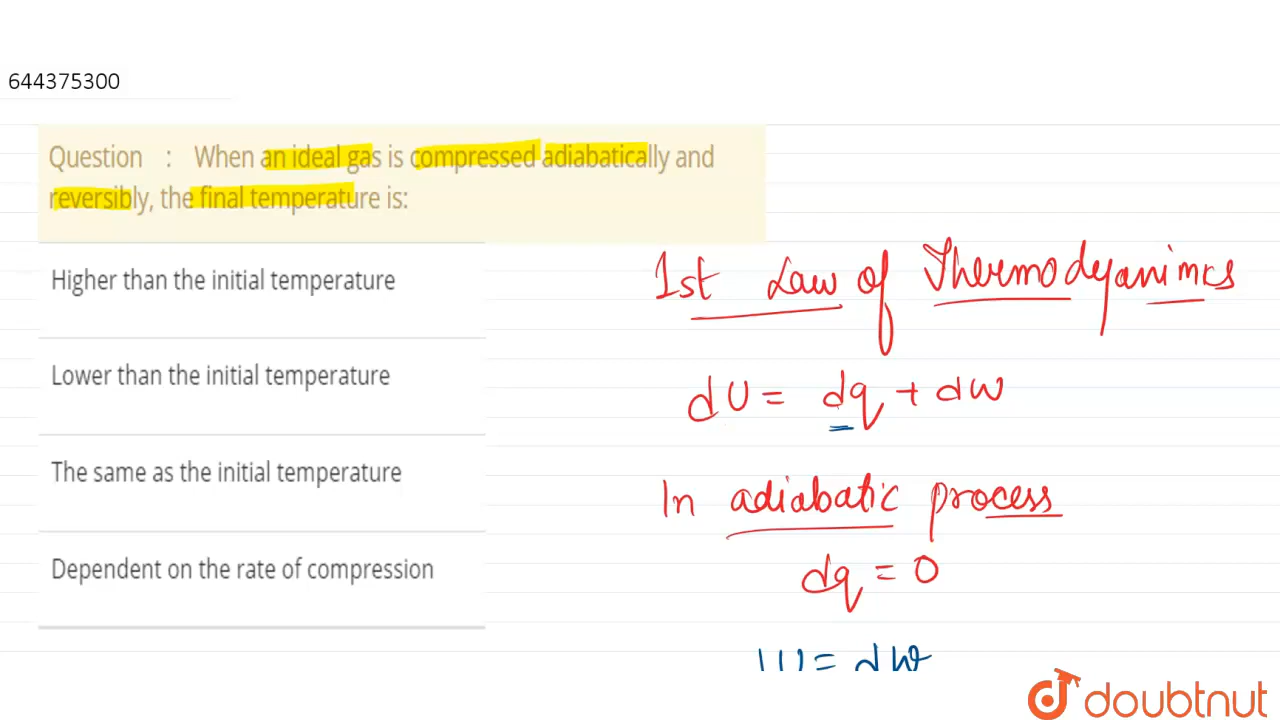 644375300
Question : When an ideal gas is compressed adiabatically and
reversibly, the final temperature is:
Higher than the initial temperature
Lower than the initial temperature
The same as the initial temperature
Dependent on the rate of compression
1st Law of Thermodyanimcs
dU = dq + dw
In adiabatic process
dq = 0
= dw
doubtnut